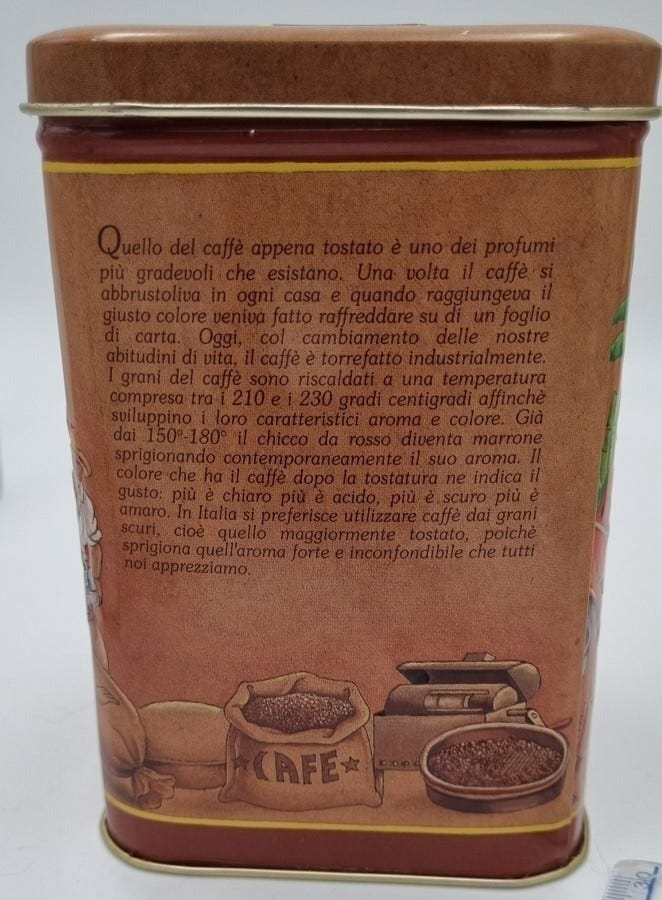 Quello del caffè appena tostato è uno dei profumi
più gradevoli che esistano. Una volta il caffè si
abbrustoliva in ogni casa e quando raggiungeva il
giusto colore veniva fatto raffreddare su di un foglio
di carta. Oggi, col cambiamento delle nostre
abitudini di vita, il caffè è torrefatto industrialmente.
I grani del caffè sono riscaldati a una temperatura
compresa tra i 210 e i 230 gradi centigradi affinchè
sviluppino i loro caratteristici aroma e colore. Già
dai 150º-180° il chicco da rosso diventa marrone
sprigionando contemporaneamente il suo aroma. Il
colore che ha il caffè dopo la tostatura ne indica il
gusto: più è chiaro più è acido, più è scuro più è
amaro. In Italia si preferisce utilizzare caffè dai grani
scuri, cioè quello maggiormente tostato, poichè
sprigiona quell'aroma forte e inconfondibile che tutti
noi apprezziamo.
★CAFE★
30